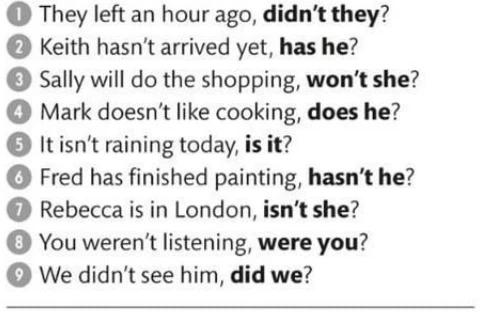 1 They left an hour ago, didn't they?
2 Keith hasn't arrived yet, has he?
3 Sally will do the shopping, won't she?
4 Mark doesn't like cooking, does he?
5 It isn't raining today, is it?
6 Fred has finished painting, hasn't he?
7 Rebecca is in London, isn't she?
8 You weren't listening, were you?
9 We didn't see him, did we?